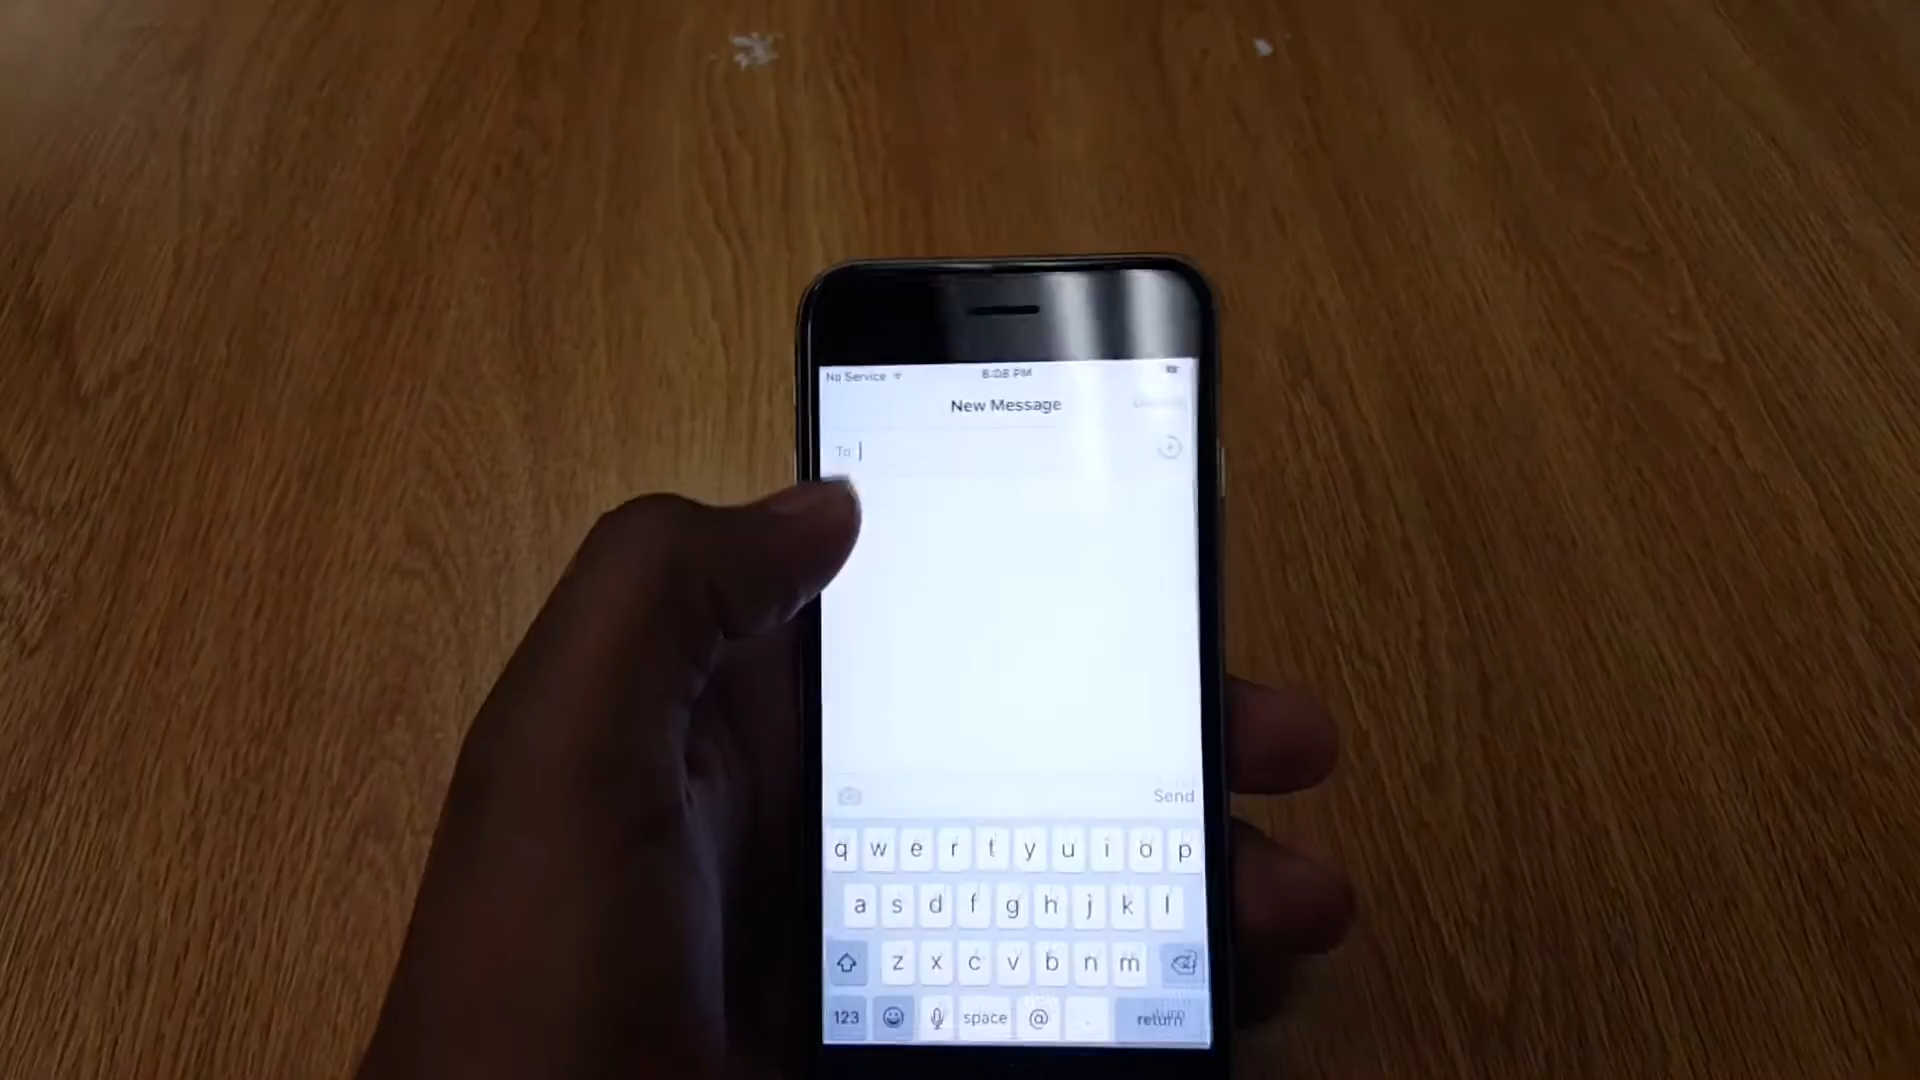 No Service 8:08 PM
New Message
To
Send
q w e r t y u i o p
a s d f g h j k l
z x c v b n m
123 space @ . return